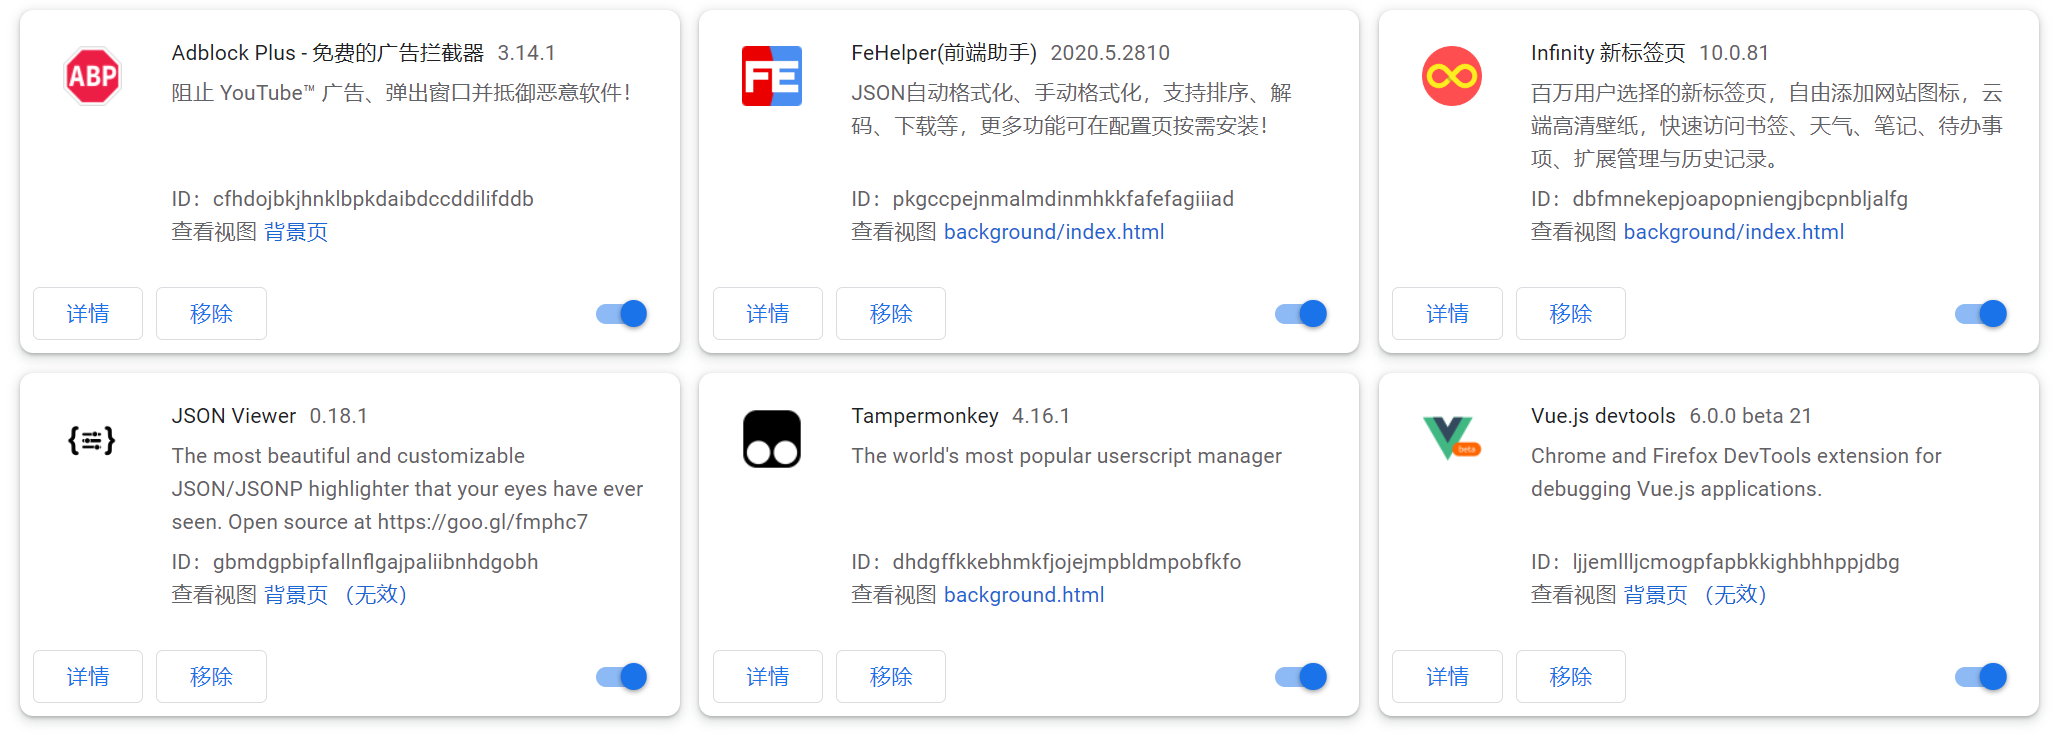 ABP
Adblock Plus - 免费的广告拦截器 3.14.1
阻止 YouTube™ 广告、弹出窗口并抵御恶意软件！
ID：cfhdojbkjhnklbpkdaibdccddilifddb
查看视图 背景页
详情 移除
FE
FeHelper(前端助手) 2020.5.2810
JSON自动格式化、手动格式化，支持排序、解
码、下载等，更多功能可在配置页按需安装！
ID：pkgccpejnmalmdinmhkkfafefagiiiad
查看视图 background/index.html
详情 移除
Infinity 新标签页 10.0.81
百万用户选择的新标签页，自由添加网站图标，云
端高清壁纸，快速访问书签、天气、笔记、待办事
项、扩展管理与历史记录。
ID：dbfmnekepjoapopniengjbcpnbljalfg
查看视图 background/index.html
详情 移除
JSON Viewer 0.18.1
The most beautiful and customizable
JSON/JSONP highlighter that your eyes have ever
seen. Open source at https://goo.gl/fmphc7
ID：gbmdgpbipfallnflgajpaliibnhdgobh
查看视图 背景页 （无效）
详情 移除
Tampermonkey 4.16.1
The world's most popular userscript manager
ID：dhdgffkkebhmkfjojejmpbldmpobfkfo
查看视图 background.html
详情 移除
beta
Vue.js devtools 6.0.0 beta 21
Chrome and Firefox DevTools extension for
debugging Vue.js applications.
ID：ljjemllljcmogpfapbkkighbhhppjdbg
查看视图 背景页 （无效）
详情 移除